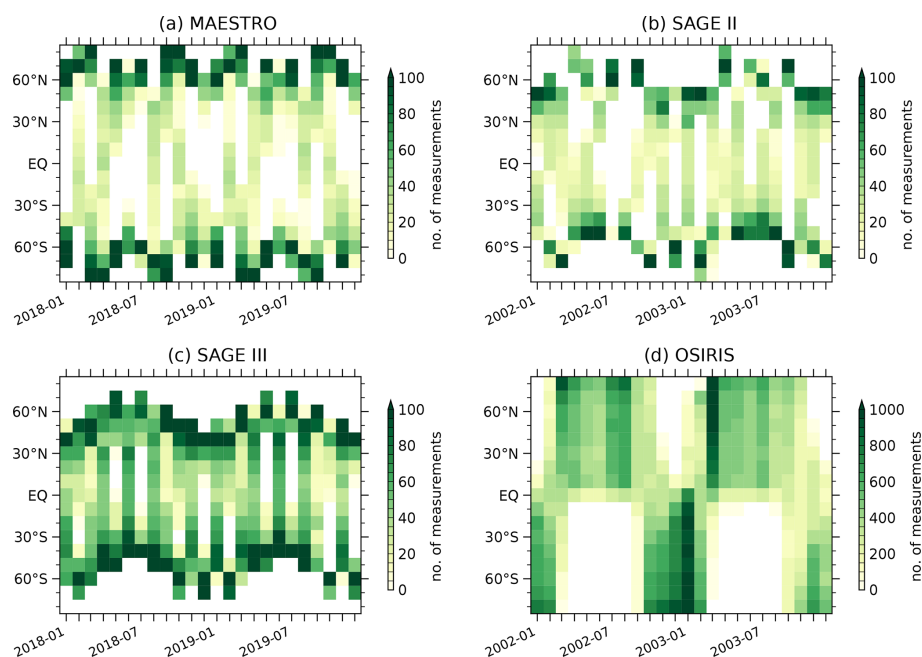 (a) MAESTRO
60°N
30°N
EQ
30°S
60°S
2018-01
2018-07
2019-01
2019-07
100
80
60
40
20
0
no. of measurements
(b) SAGE II
60°N
30°N
EQ
30°S
60°S
2002-01
2002-07
2003-01
2003-07
100
80
60
40
20
0
no. of measurements
(c) SAGE III
60°N
30°N
EQ
30°S
60°S
2018-01
2018-07
2019-01
2019-07
100
80
60
40
20
0
no. of measurements
(d) OSIRIS
60°N
30°N
EQ
30°S
60°S
2002-01
2002-07
2003-01
2003-07
1000
800
600
400
200
0
no. of measurements